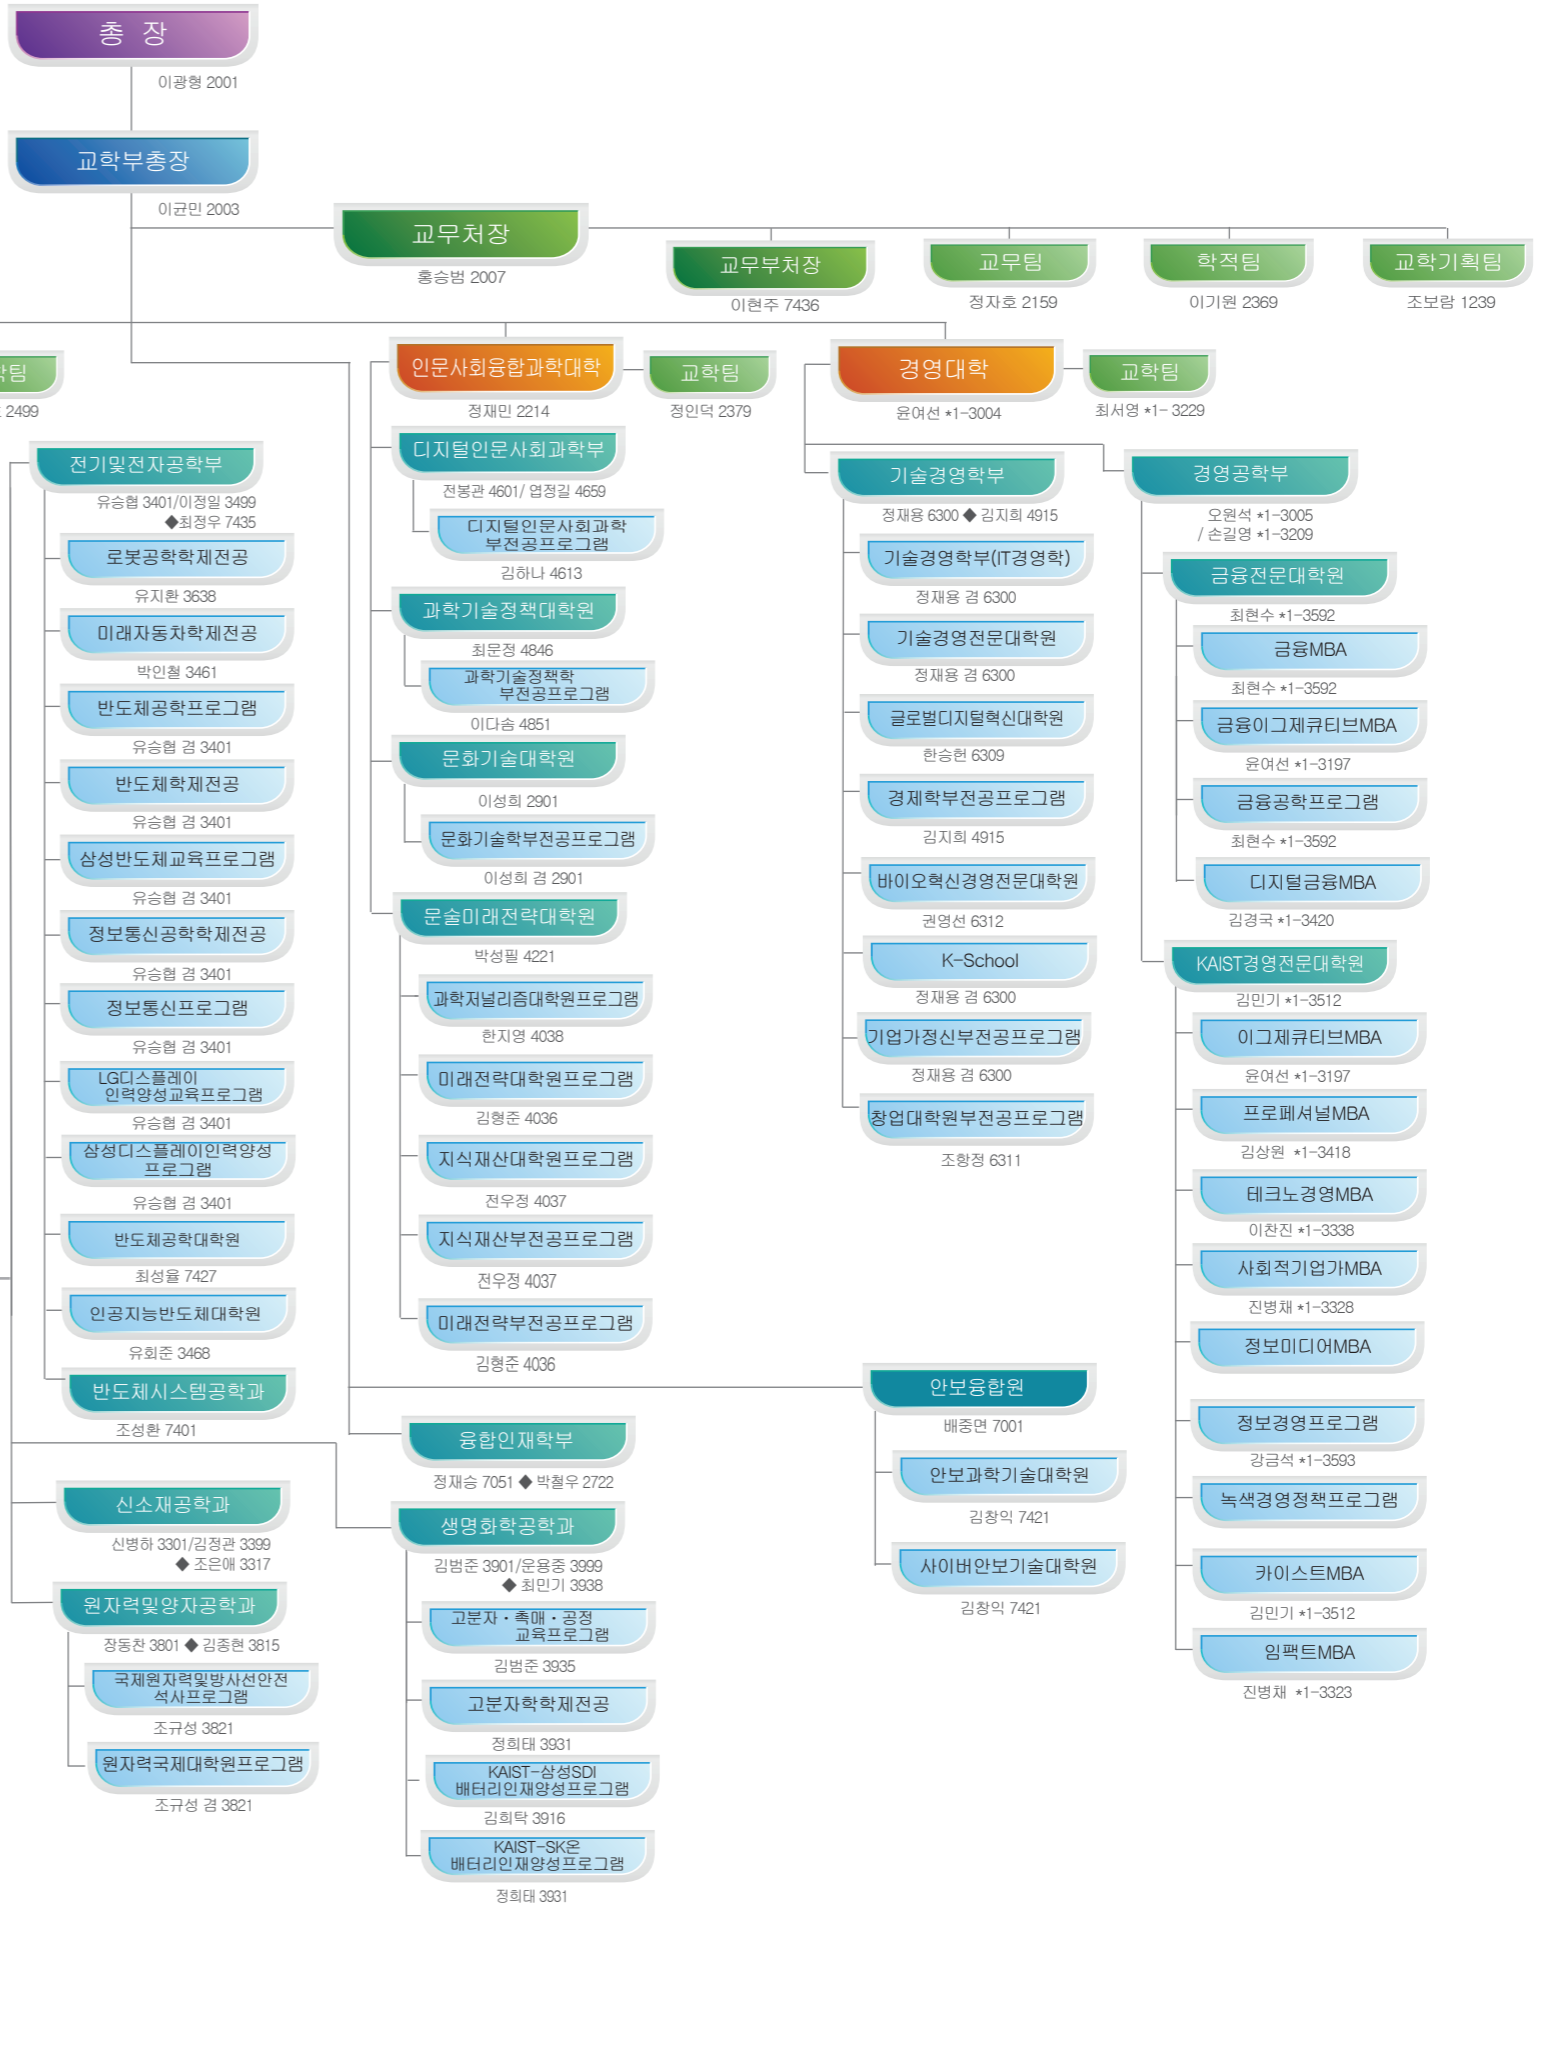 총 장
이광형 2001
교학부총장
이균민 2003
교무처장
홍승범 2007
교무부처장
이현주 7436
교무팀
정자호 2159
학적팀
이기원 2369
교학기획팀
조보람 1239
학팀
2499
전기및전자공학부
유승협 3401/이정일 3499
◆최정우 7435
로봇공학학제전공
유지환 3638
미래자동차학제전공
박인철 3461
반도체공학프로그램
유승협 겸 3401
반도체학제전공
유승협 겸 3401
삼성반도체교육프로그램
유승협 겸 3401
정보통신공학학제전공
유승협 겸 3401
정보통신프로그램
유승협 겸 3401
LG디스플레이
인력양성교육프로그램
유승협 겸 3401
삼성디스플레이인력양성
프로그램
유승협 겸 3401
반도체공학대학원
최성율 7427
인공지능반도체대학원
유회준 3468
반도체시스템공학과
조성환 7401
신소재공학과
신병하 3301/김정관 3399
◆ 조은애 3317
원자력및양자공학과
장동찬 3801 ◆ 김종현 3815
국제원자력및방사선안전
석사프로그램
조규성 3821
원자력국제대학원프로그램
조규성 겸 3821
인문사회융합과학대학
정재민 2214
교학팀
정인덕 2379
디지털인문사회과학부
전봉관 4601/ 엽정길 4659
디지털인문사회과학
부전공프로그램
김하나 4613
과학기술정책대학원
최문정 4846
과학기술정책학
부전공프로그램
이다솜 4851
문화기술대학원
이성희 2901
문화기술학부전공프로그램
이성희 겸 2901
문술미래전략대학원
박성필 4221
과학저널리즘대학원프로그램
한지영 4038
미래전략대학원프로그램
김형준 4036
지식재산대학원프로그램
전우정 4037
지식재산부전공프로그램
전우정 4037
미래전략부전공프로그램
김형준 4036
융합인재학부
정재승 7051 ◆ 박철우 2722
생명화학공학과
김범준 3901/운용중 3999
◆ 최민기 3938
고분자·촉매·공정
교육프로그램
김범준 3935
고분자학학제전공
정희태 3931
KAIST-삼성SDI
배터리인재양성프로그램
김희탁 3916
KAIST-SK온
배터리인재양성프로그램
정희태 3931
경영대학
윤여선 *1-3004
교학팀
최서영 *1- 3229
기술경영학부
정재용 6300 ◆ 김지희 4915
기술경영학부(IT경영학)
정재용 겸 6300
기술경영전문대학원
정재용 겸 6300
글로벌디지털혁신대학원
한승헌 6309
경제학부전공프로그램
김지희 4915
바이오혁신경영전문대학원
권영선 6312
K-School
정재용 겸 6300
기업가정신부전공프로그램
정재용 겸 6300
창업대학원부전공프로그램
조항정 6311
안보융합원
배중면 7001
안보과학기술대학원
김창익 7421
사이버안보기술대학원
김창익 7421
경영공학부
오원석 *1-3005
/ 손길영 *1-3209
금융전문대학원
최현수 *1-3592
금융MBA
최현수 *1-3592
금융이그제큐티브MBA
윤여선 *1-3197
금융공학프로그램
최현수 *1-3592
디지털금융MBA
김경국 *1-3420
KAIST경영전문대학원
김민기 *1-3512
이그제큐티브MBA
윤여선 *1-3197
프로페셔널MBA
김상원 *1-3418
테크노경영MBA
이찬진 *1-3338
사회적기업가MBA
진병채 *1-3328
정보미디어MBA
정보경영프로그램
강금석 *1-3593
녹색경영정책프로그램
카이스트MBA
김민기 *1-3512
임팩트MBA
진병채 *1-3323